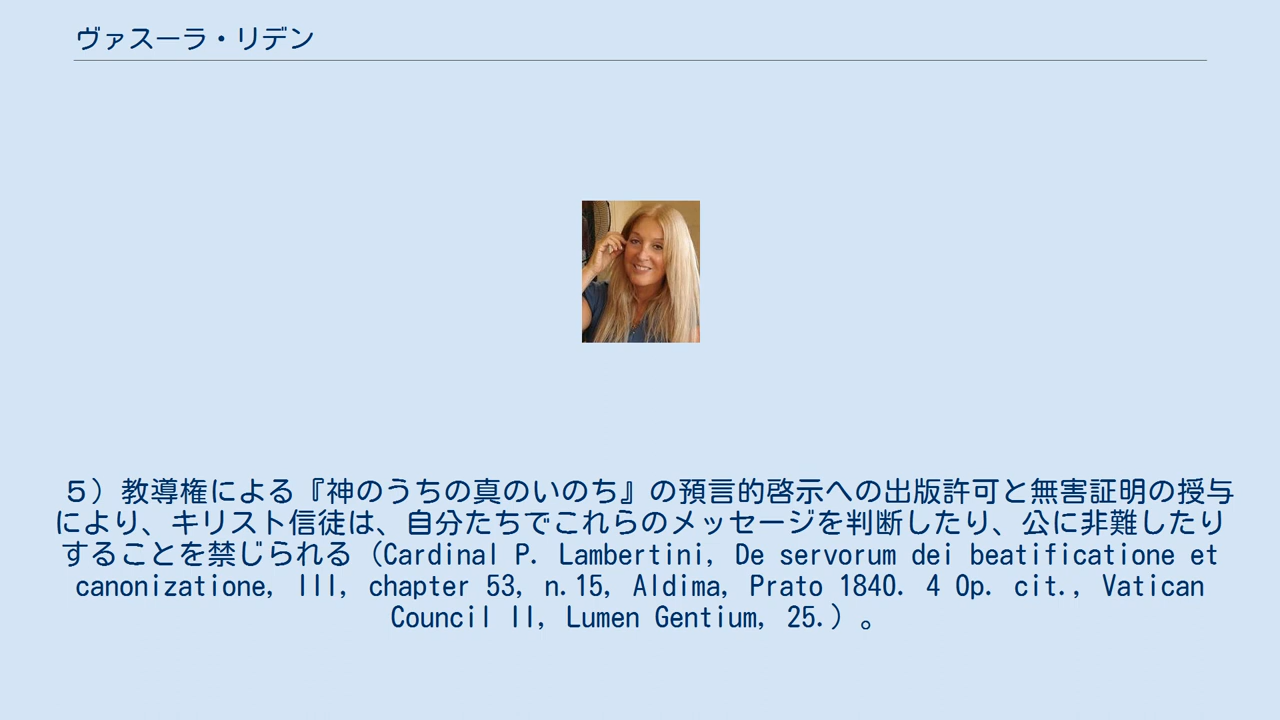 ヴァスーラ・リデン
５）教導権による『神のうちの真のいのち』の預言的啓示への出版許可と無害証明の授与
により、キリスト信徒は、自分たちでこれらのメッセージを判断したり、公に非難したり
することを禁じられる（Cardinal P. Lambertini, De servorum dei beatificatione et
canonizatione, III, chapter 53, n.15, Aldima, Prato 1840. 4 Op. cit., Vatican
Council II, Lumen Gentium, 25.）。